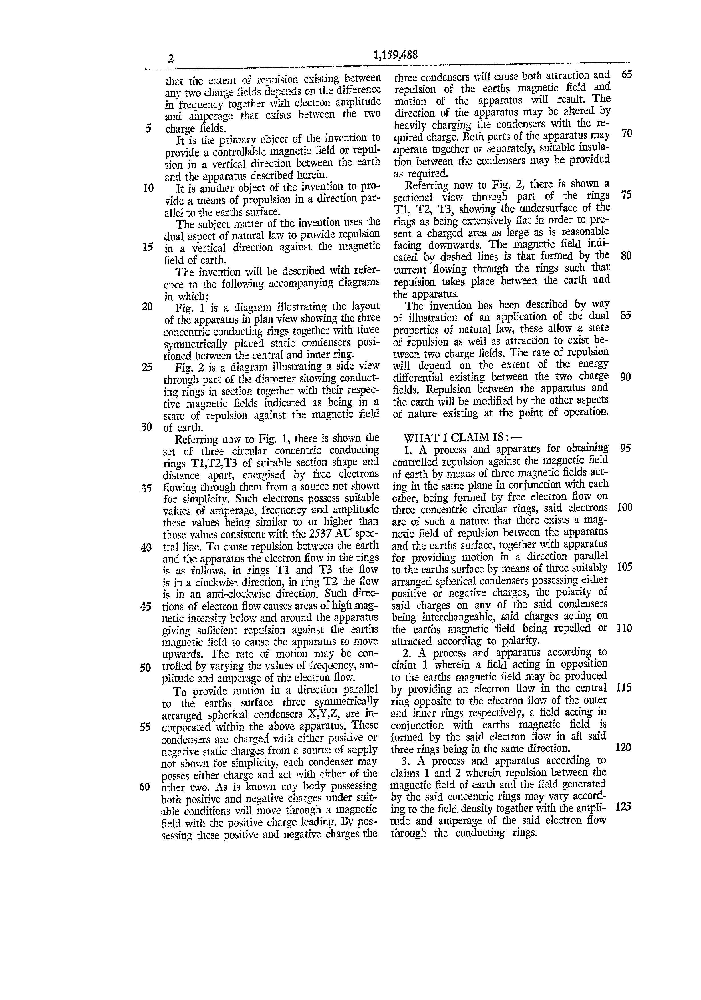 2
1,159,488
that the extent of repulsion existing between
any two charge fields depends on the difference
in frequency together with electron amplitude
and amperage that exists between the two
5 charge fields.
It is the primary object of the invention to
provide a controllable magnetic field or repul-
sion in a vertical direction between the earth
and the apparatus described herein.
10 It is another object of the invention to pro-
vide a means of propulsion in a direction par-
allel to the earths surface.
The subject matter of the invention uses the
dual aspect of natural law to provide repulsion
15 in a vertical direction against the magnetic
field of earth.
The invention will be described with refer-
ence to the following accompanying diagrams
in which;
20 Fig. 1 is a diagram illustrating the layout
of the apparatus in plan view showing the three
concentric conducting rings together with three
symmetrically placed static condensers posi-
tioned between the central and inner ring.
25 Fig. 2 is a diagram illustrating a side view
through part of the diameter showing conduct-
ing rings in section together with their respec-
tive magnetic fields indicated as being in a
state of repulsion against the magnetic field
30 of earth.
Referring now to Fig. 1, there is shown the
set of three circular concentric conducting
rings T1,T2,T3 of suitable section shape and
distance apart, energised by free electrons
35 flowing through them from a source not shown
for simplicity. Such electrons possess suitable
values of amperage, frequency and amplitude
these values being similar to or higher than
those values consistent with the 2537 AU spec-
40 tral line. To cause repulsion between the earth
and the apparatus the electron flow in the rings
is as follows, in rings T1 and T3 the flow
is in a clockwise direction, in ring T2 the flow
is in an anti-clockwise direction. Such direc-
45 tions of electron flow causes areas of high mag-
netic intensity below and around the apparatus
giving sufficient repulsion against the earths
magnetic field to cause the apparatus to move
upwards. The rate of motion may be con-
50 trolled by varying the values of frequency, am-
plitude and amperage of the electron flow.
To provide motion in a direction parallel
to the earths surface three symmetrically
arranged spherical condensers X,Y,Z, are in-
55 corporated within the above apparatus. These
condensers are charged with either positive or
negative static charges from a source of supply
not shown for simplicity, each condenser may
posses either charge and act with either of the
60 other two. As is known any body possessing
both positive and negative charges under suit-
able conditions will move through a magnetic
field with the positive charge leading. By pos-
sessing these positive and negative charges the
three condensers will cause both attraction and 65
repulsion of the earths magnetic field and
motion of the apparatus will result. The
direction of the apparatus may be altered by
heavily charging the condensers with the re-
quired charge. Both parts of the apparatus may 70
operate together or separately, suitable insula-
tion between the condensers may be provided
as required.
Referring now to Fig. 2, there is shown a
sectional view through part of the rings 75
T1, T2, T3, showing the undersurface of the
rings as being extensively flat in order to pre-
sent a charged area as large as is reasonable
facing downwards. The magnetic field indi-
cated by dashed lines is that formed by the 80
current flowing through the rings such that
repulsion takes place between the earth and
the apparatus.
The invention has been described by way
of illustration of an application of the dual 85
properties of natural law, these allow a state
of repulsion as well as attraction to exist be-
tween two charge fields. The rate of repulsion
will depend on the extent of the energy
differential existing between the two charge 90
fields. Repulsion between the apparatus and
the earth will be modified by the other aspects
of nature existing at the point of operation.
WHAT I CLAIM IS:—
1. A process and apparatus for obtaining 95
controlled repulsion against the magnetic field
of earth by means of three magnetic fields act-
ing in the same plane in conjunction with each
other, being formed by free electron flow on
three concentric circular rings, said electrons 100
are of such a nature that there exists a mag-
netic field of repulsion between the apparatus
and the earths surface, together with apparatus
for providing motion in a direction parallel
to the earths surface by means of three suitably 105
arranged spherical condensers possessing either
positive or negative charges, the polarity of
said charges on any of the said condensers
being interchangeable, said charges acting on
the earths magnetic field being repelled or 110
attracted according to polarity.
2. A process and apparatus according to
claim 1 wherein a field acting in opposition
to the earths magnetic field may be produced
by providing an electron flow in the central 115
ring opposite to the electron flow of the outer
and inner rings respectively, a field acting in
conjunction with earths magnetic field is
formed by the said electron flow in all said
three rings being in the same direction. 120
3. A process and apparatus according to
claims 1 and 2 wherein repulsion between the
magnetic field of earth and the field generated
by the said concentric rings may vary accord-
ing to the field density together with the ampli- 125
tude and amperage of the said electron flow
through the conducting rings.